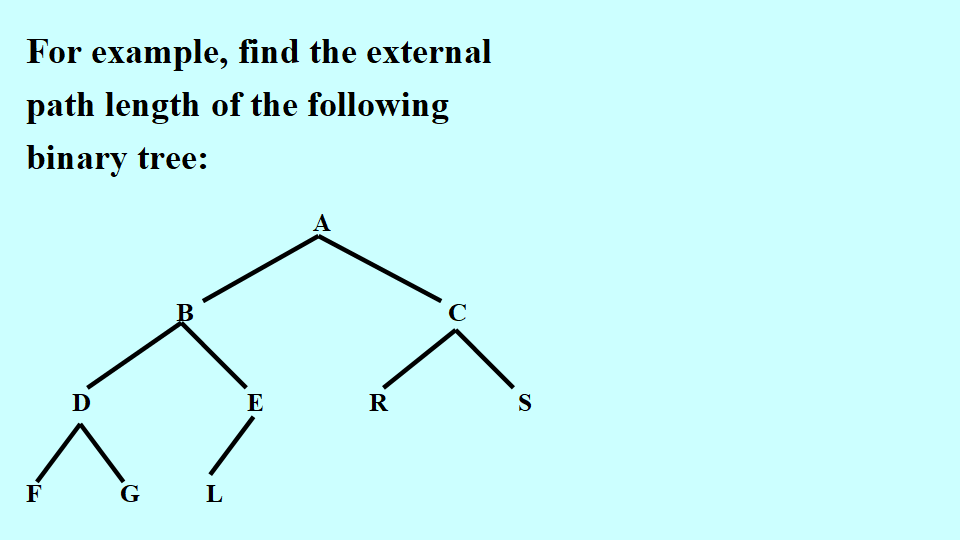 For example, find the external
path length of the following
binary tree:
A
B C
D E R S
F G L